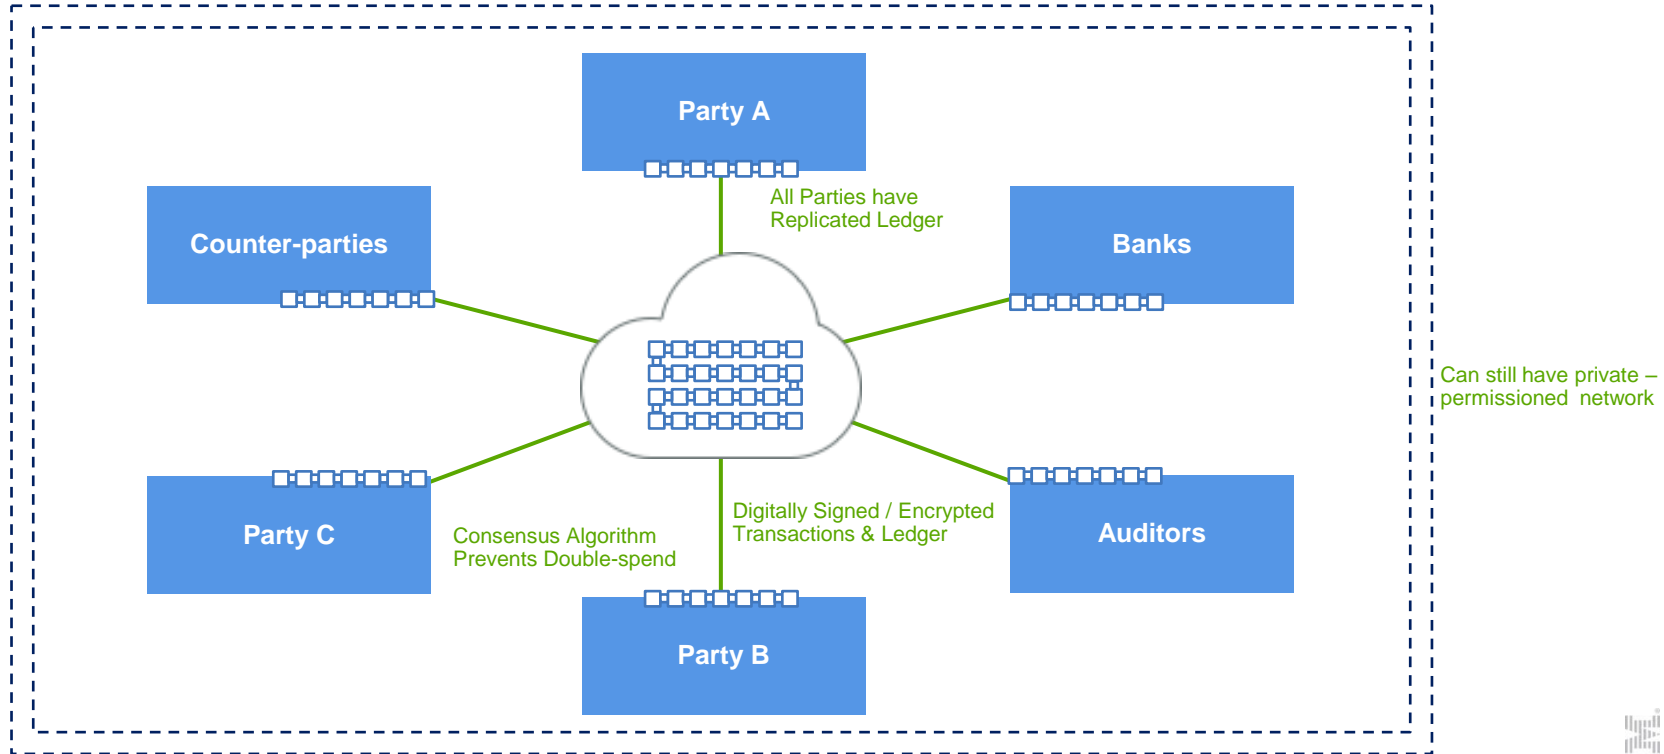 Party A
All Parties have
Replicated Ledger
Counter-parties
Banks
Can still have private –
permissioned network
Party C
Consensus Algorithm
Prevents Double-spend
Digitally Signed / Encrypted
Transactions & Ledger
Auditors
Party B